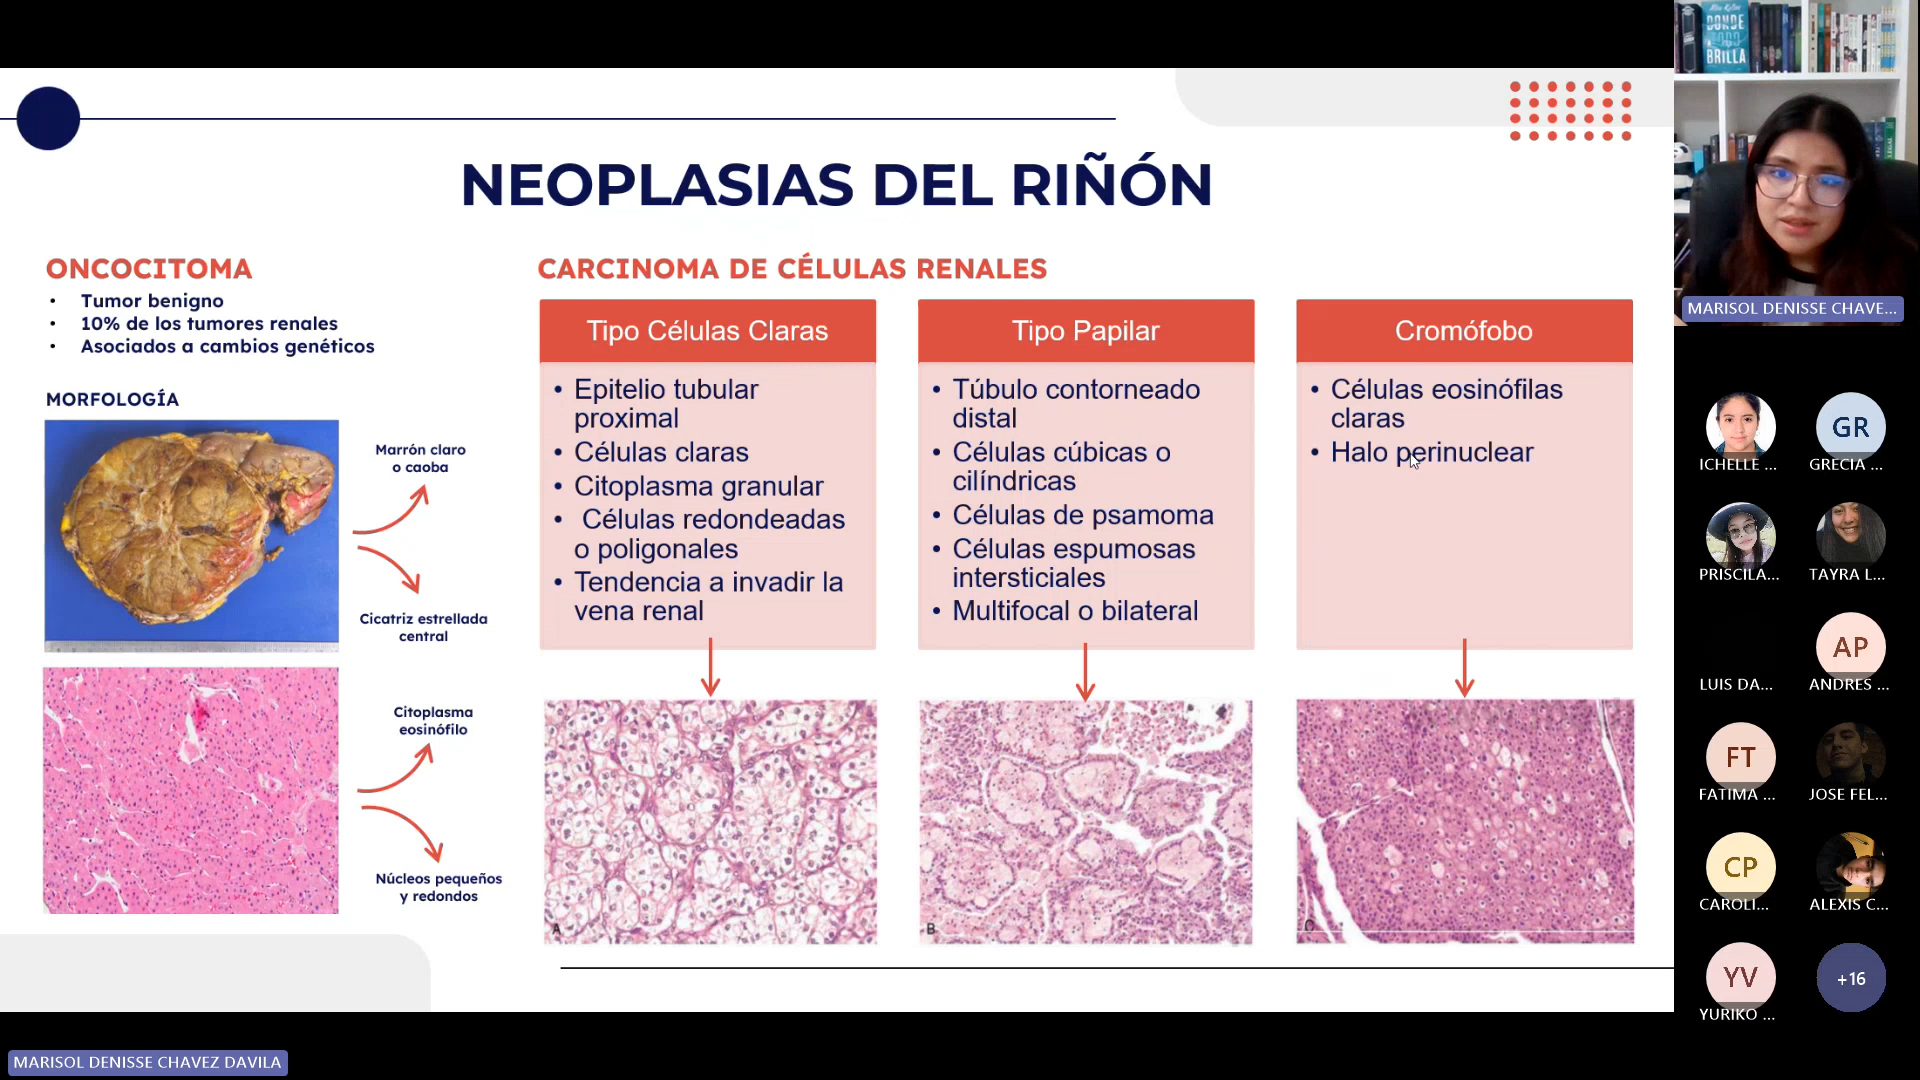 NEOPLASIAS DEL RIÑÓN
ONCOCITOMA
• Tumor benigno
• 10% de los tumores renales
• Asociados a cambios genéticos
MORFOLOGÍA
Marrón claro
o caoba
Cicatriz estrellada
central
Citoplasma
eosinófilo
Núcleos pequeños
y redondos
CARCINOMA DE CÉLULAS RENALES
Tipo Células Claras
• Epitelio tubular
proximal
• Células claras
• Citoplasma granular
• Células redondeadas
o poligonales
• Tendencia a invadir la
vena renal
A
Tipo Papilar
• Túbulo contorneado
distal
• Células cúbicas o
cilíndricas
• Células de psamoma
• Células espumosas
intersticiales
• Multifocal o bilateral
B
Cromófobo
• Células eosinófilas
claras
• Halo perinuclear
C
DONDE
TODO
BRILLA
MARISOL DENISSE CHAVE...
ICHELLE ...
GR
GRECIA ...
PRISCILA...
TAYRA L...
LUIS DA...
AP
ANDRES ...
FT
FATIMA ...
JOSE FEL...
CP
CAROLI...
ALEXIS C...
YV
YURIKO ...
+16
MARISOL DENISSE CHAVEZ DAVILA